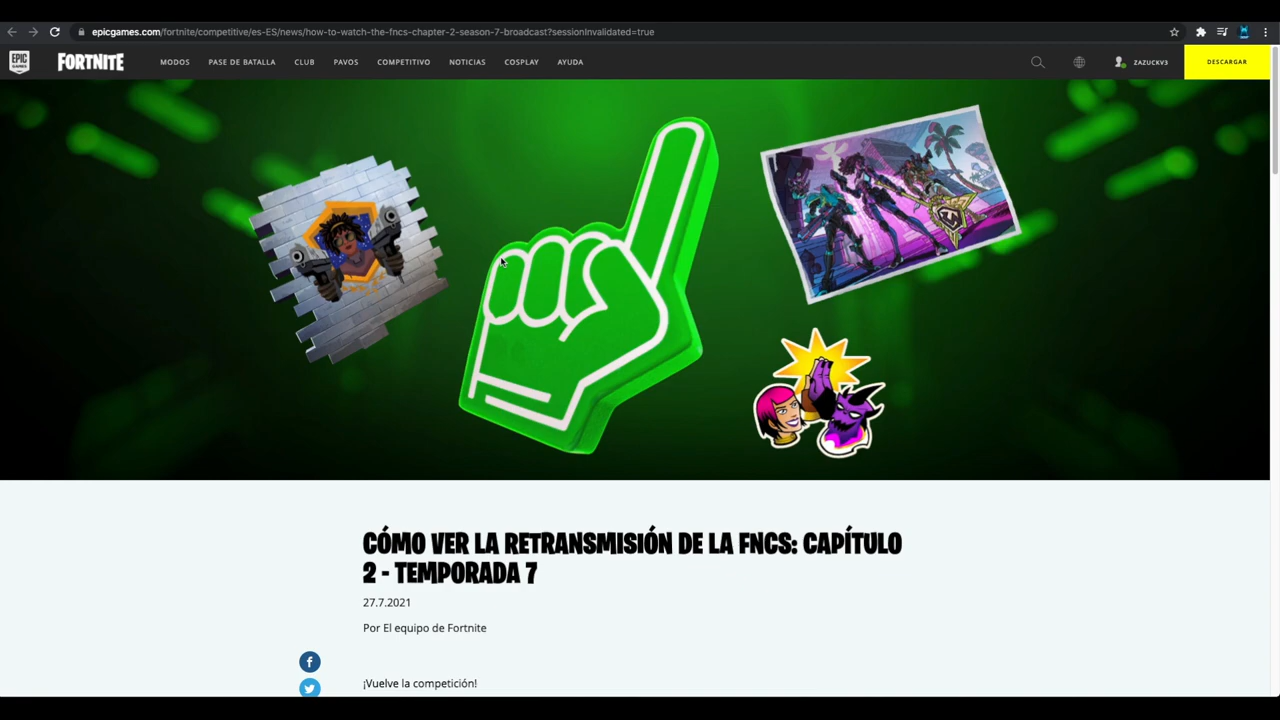 epicgames.com/fortnite/competitive/es-ES/news/how-to-watch-the-fncs-chapter-2-season-7-broadcast?sessionInvalidated=true
EPIC GAMES FORTNITE MODOS PASE DE BATALLA CLUB PAVOS COMPETITIVO NOTICIAS COSPLAY AYUDA ZAZUCKV3 DESCARGAR
CÓMO VER LA RETRANSMISIÓN DE LA FNCS: CAPÍTULO
2 - TEMPORADA 7
27.7.2021
Por El equipo de Fortnite
¡Vuelve la competición!